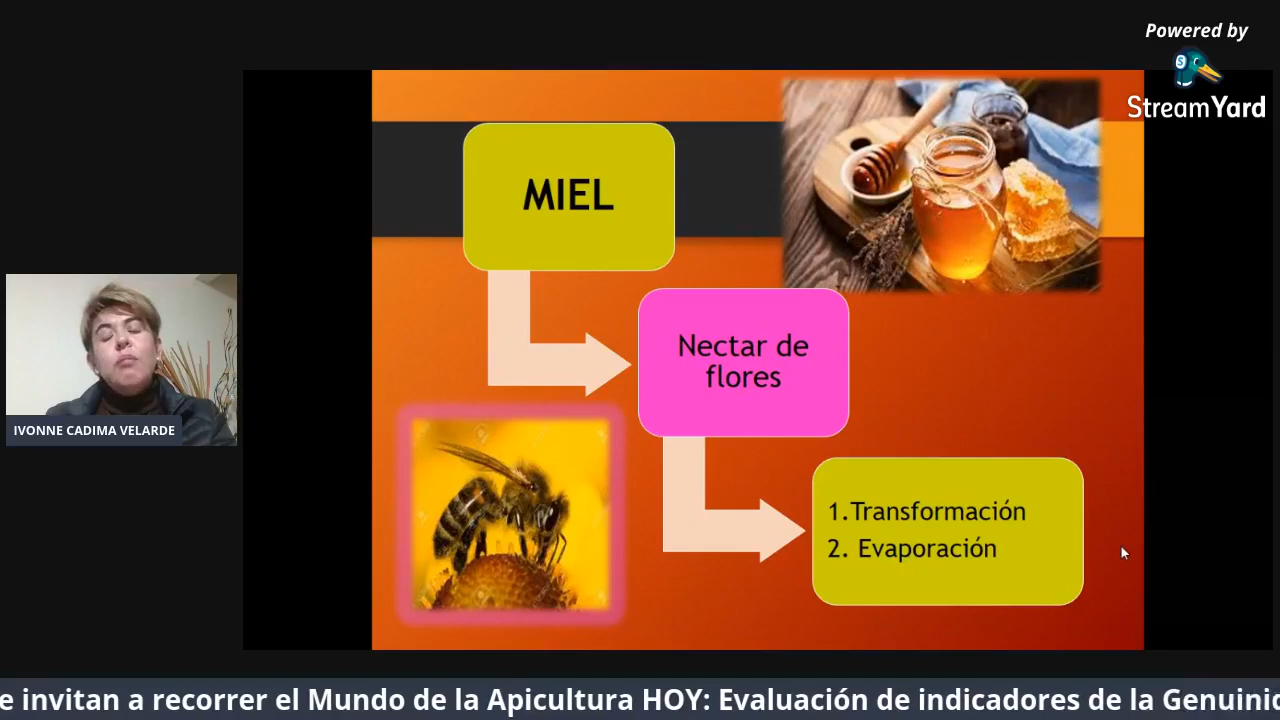 Powered by
StreamYard
MIEL
Nectar de
flores
1.Transformación
2. Evaporación
IVONNE CADIMA VELARDE
e invitan a recorrer el Mundo de la Apicultura HOY: Evaluación de indicadores de la Genuini